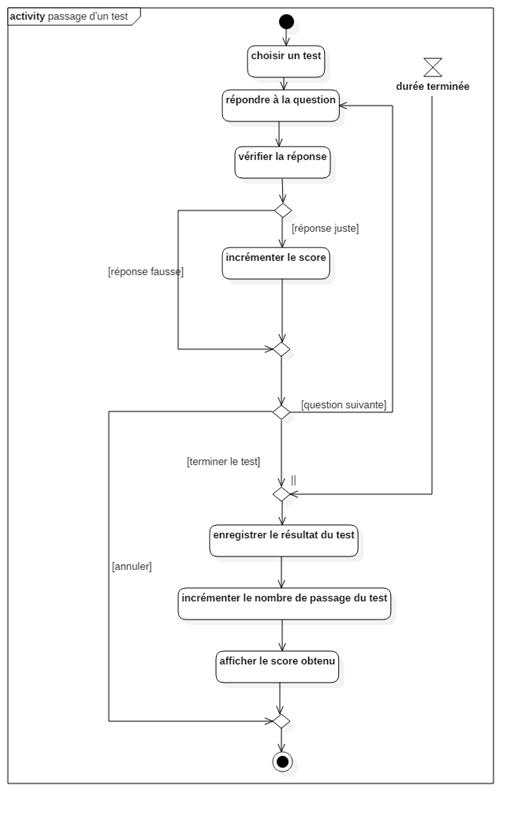 activity passage d'un test
choisir un test
durée terminée
répondre à la question
vérifier la réponse
[réponse juste]
incrémenter le score
[réponse fausse]
[question suivante]
[terminer le test]
||
enregistrer le résultat du test
[annuler]
incrémenter le nombre de passage du test
afficher le score obtenu